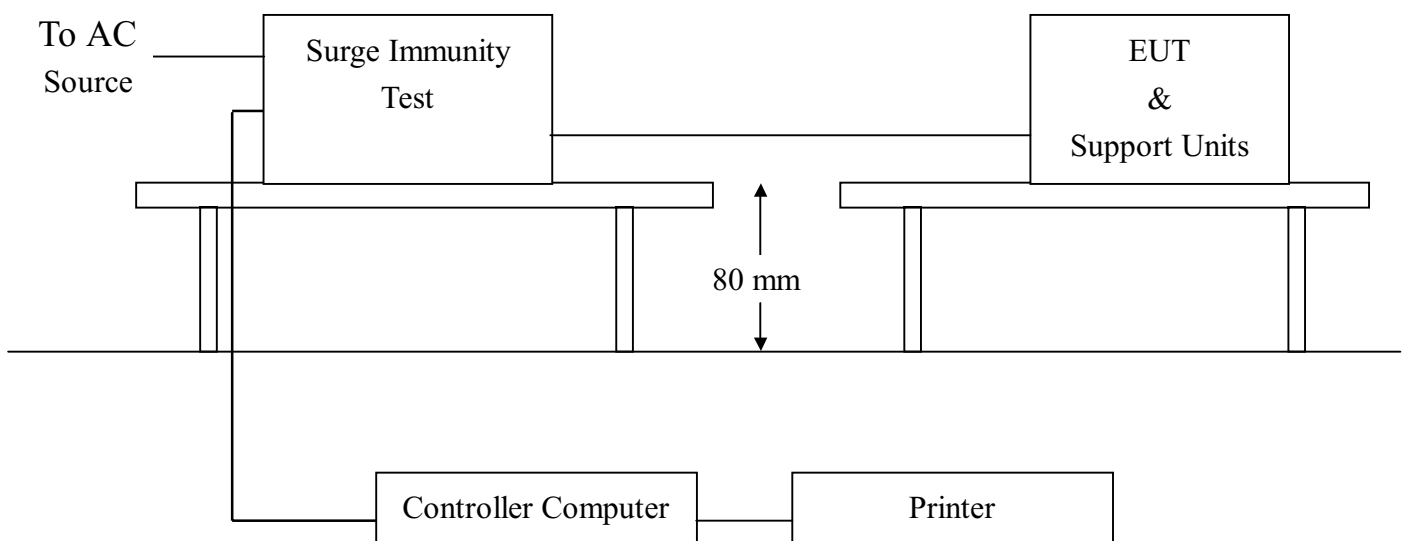 To AC
Source
Surge Immunity
Test
EUT
&
Support Units
80 mm
Controller Computer
Printer